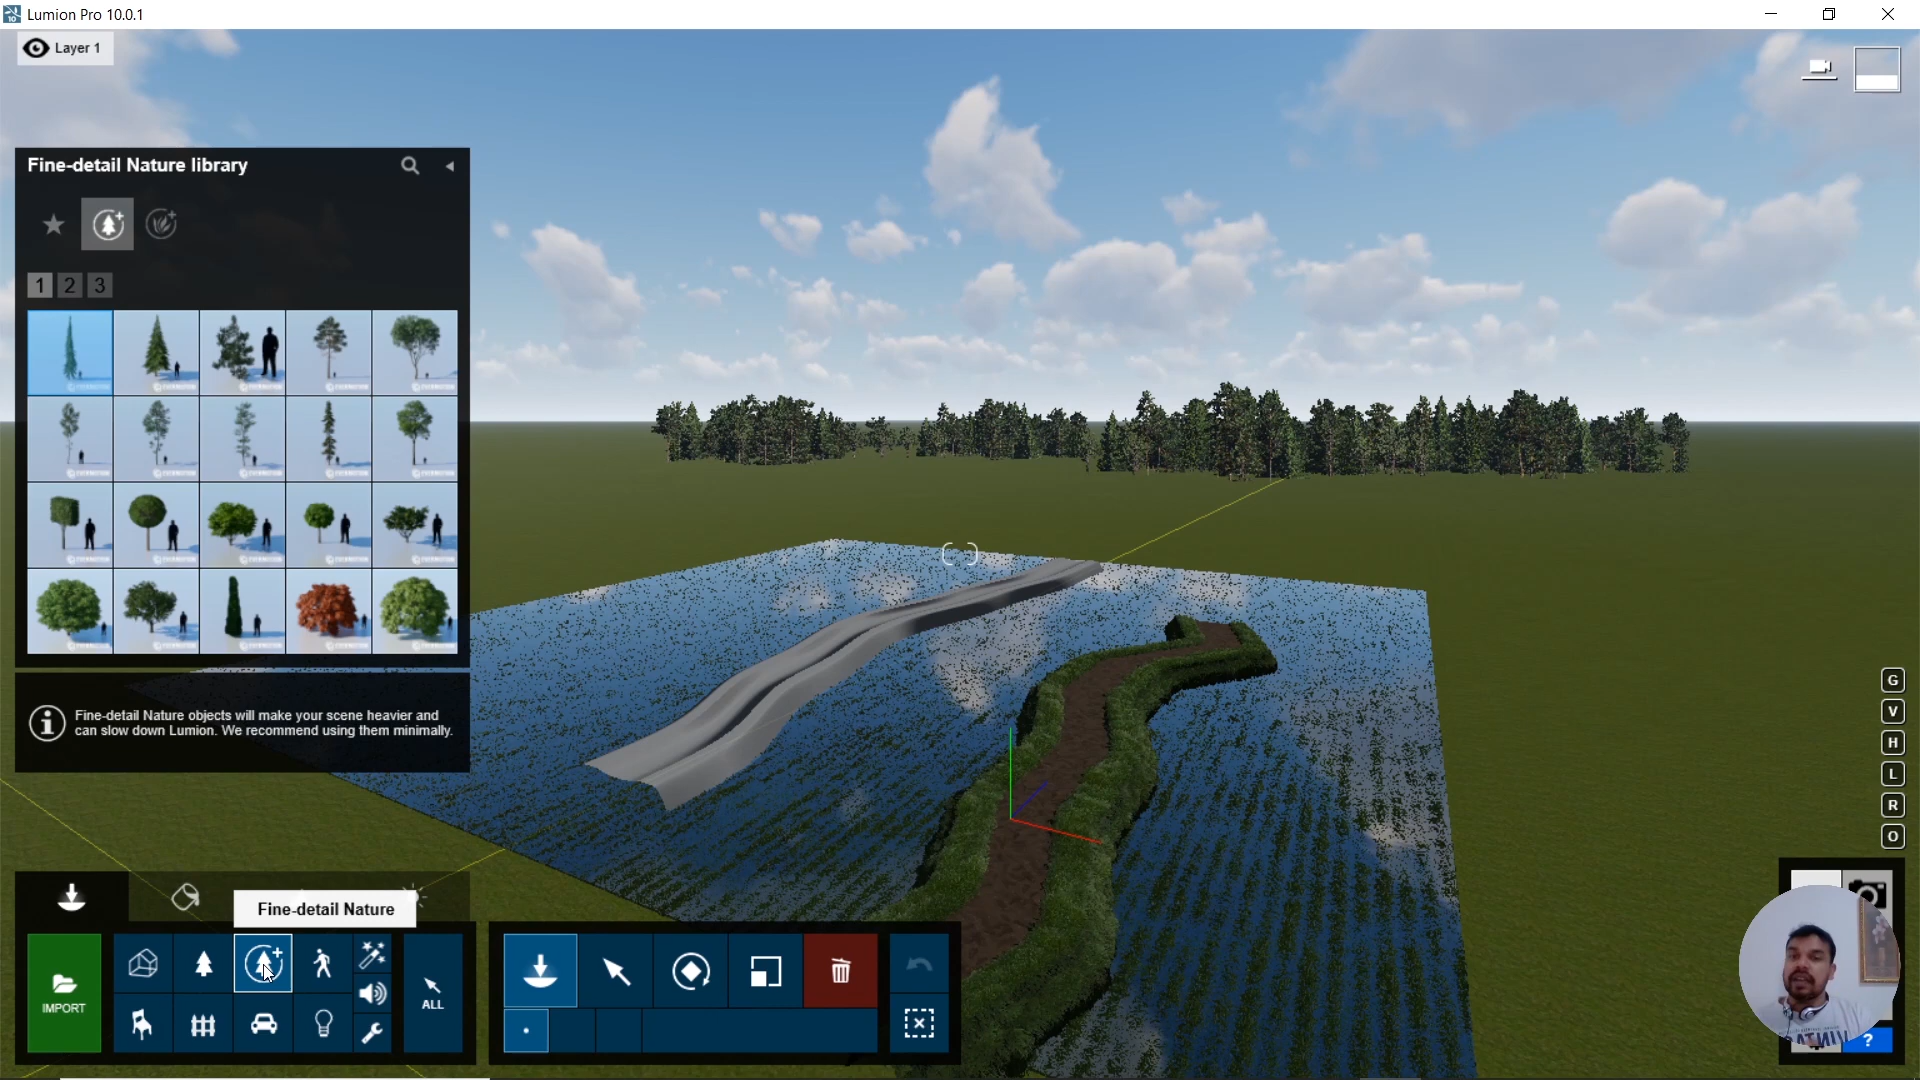 Lumion Pro 10.0.1
Layer 1
Fine-detail Nature library
1 2 3
Fine-detail Nature objects will make your scene heavier and
can slow down Lumion. We recommend using them minimally.
G
V
H
L
R
O
Fine-detail Nature
IMPORT
ALL
?